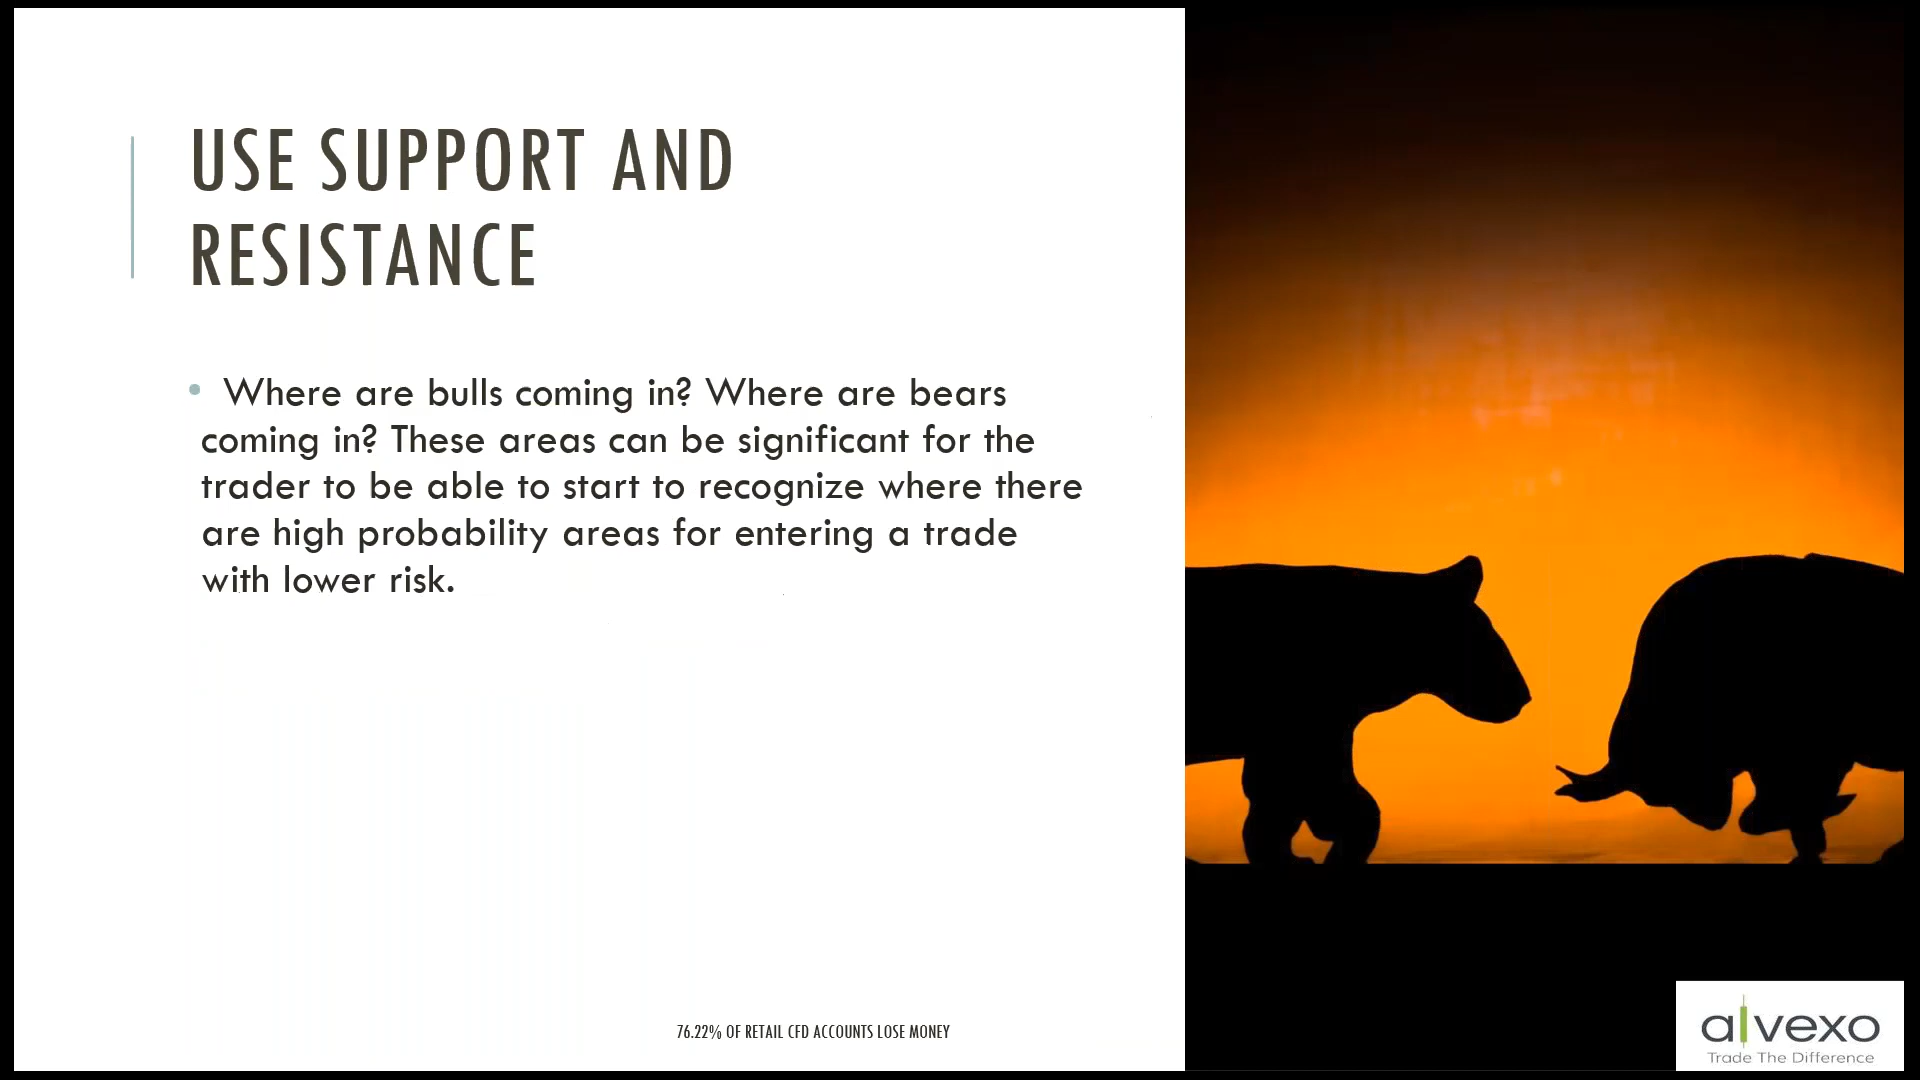 USE SUPPORT AND
RESISTANCE
• Where are bulls coming in? Where are bears
coming in? These areas can be significant for the
trader to be able to start to recognize where there
are high probability areas for entering a trade
with lower risk.
76.22% OF RETAIL CFD ACCOUNTS LOSE MONEY
alvexo
Trade The Difference